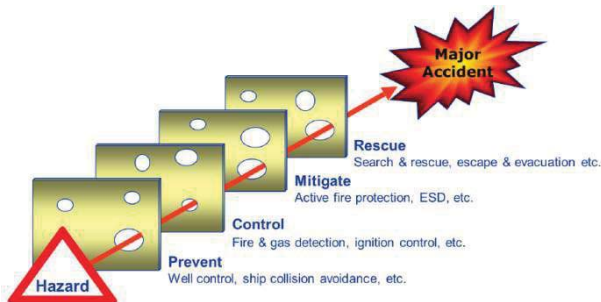 Major
Accident
Rescue
Search & rescue, escape & evacuation etc.
Mitigate
Active fire protection, ESD, etc.
Control
Fire & gas detection, ignition control, etc.
Prevent
Well control, ship collision avoidance, etc.
Hazard